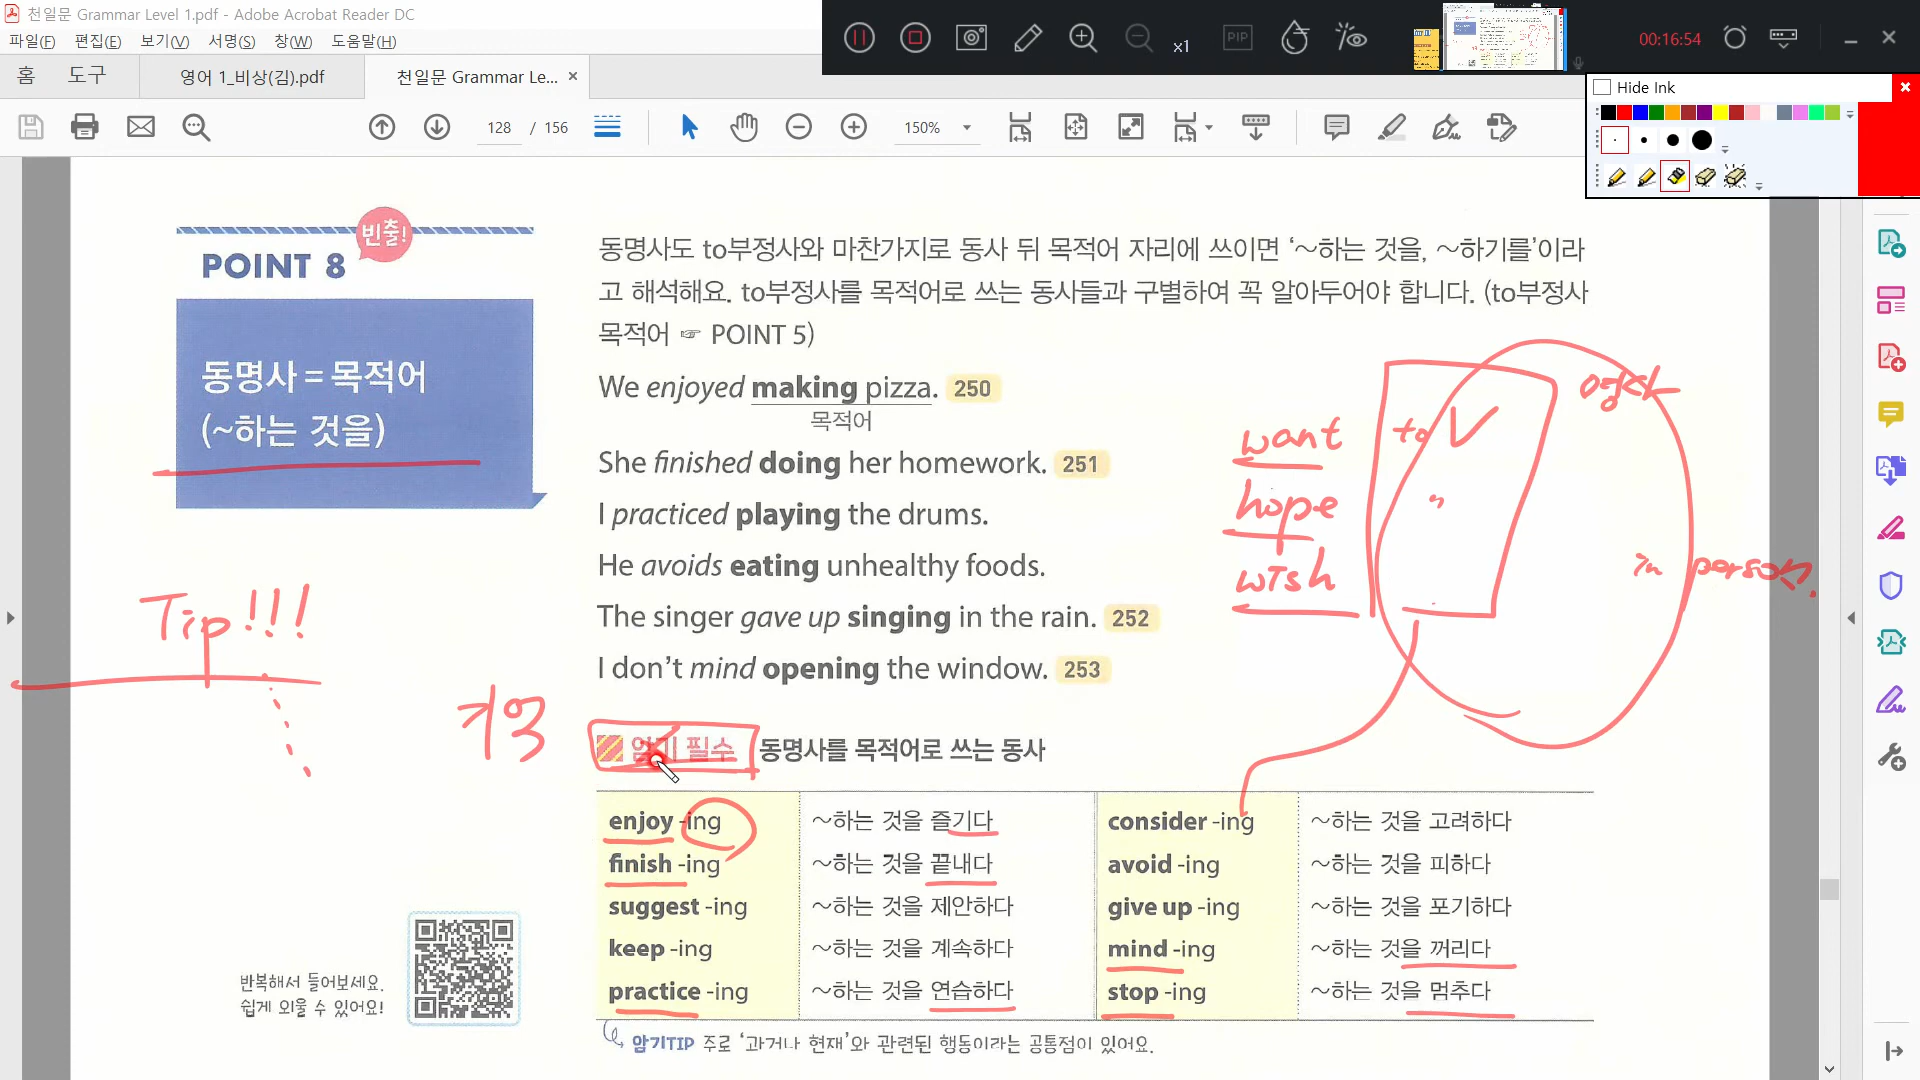 천일문 Grammar Level 1.pdf - Adobe Acrobat Reader DC
파일(F) 편집(E) 보기(V) 서명(S) 창(W) 도움말(H)
x1
PIP
00:16:54
홈 도구 영어 1_비상(김).pdf 천일문 Grammar Le... ×
Hide Ink
128 / 156
150%
빈출!
POINT 8
동명사 = 목적어
(~하는 것을)
동명사도 to부정사와 마찬가지로 동사 뒤 목적어 자리에 쓰이면 ‘~하는 것을, ~하기를’이라
고 해석해요. to부정사를 목적어로 쓰는 동사들과 구별하여 꼭 알아두어야 합니다. (to부정사
목적어 ☞ POINT 5)
We enjoyed making pizza. 250
목적어
She finished doing her homework. 251
I practiced playing the drums.
He avoids eating unhealthy foods.
The singer gave up singing in the rain. 252
I don’t mind opening the window. 253
want to V
hope "
wish
in person.
Tip!!!
암기 필수 동명사를 목적어로 쓰는 동사
enjoy -ing ~하는 것을 즐기다 consider -ing ~하는 것을 고려하다
finish -ing ~하는 것을 끝내다 avoid -ing ~하는 것을 피하다
suggest -ing ~하는 것을 제안하다 give up -ing ~하는 것을 포기하다
keep -ing ~하는 것을 계속하다 mind -ing ~하는 것을 꺼리다
practice -ing ~하는 것을 연습하다 stop -ing ~하는 것을 멈추다
암기TIP 주로 ‘과거나 현재’와 관련된 행동이라는 공통점이 있어요.
반복해서 들어보세요.
쉽게 외울 수 있어요!